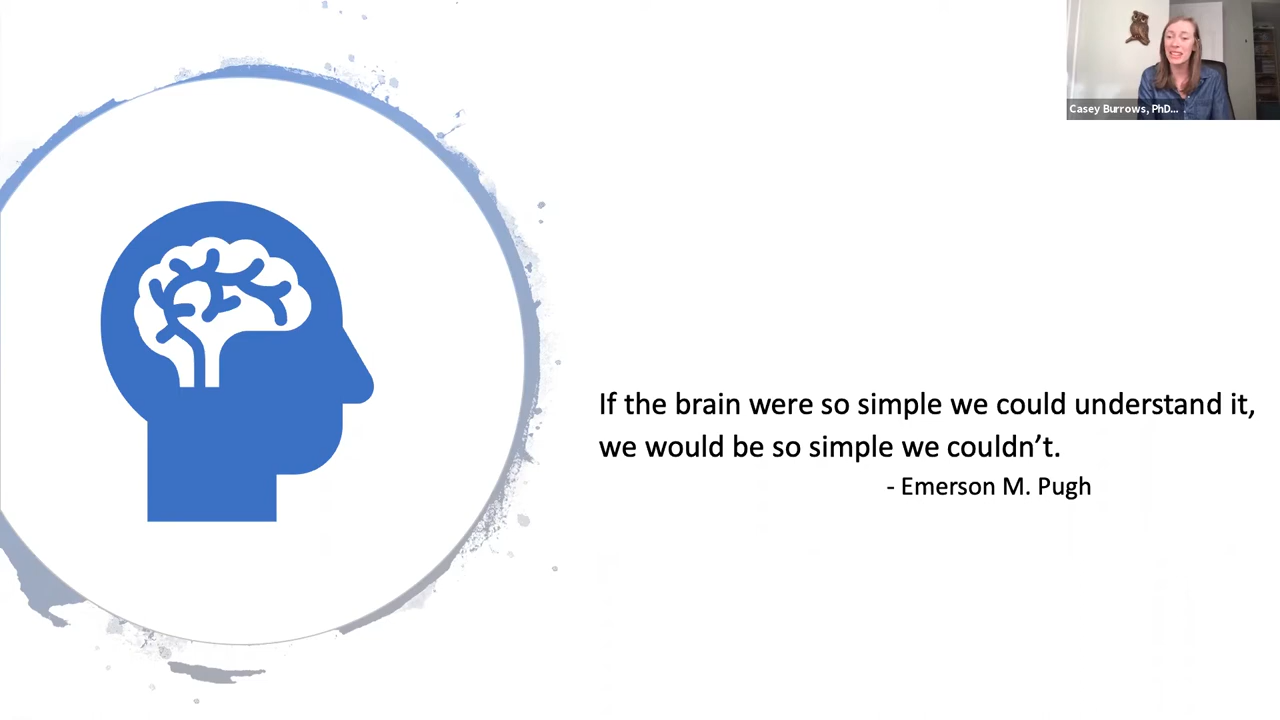 Casey Burrows, PhD...
If the brain were so simple we could understand it,
we would be so simple we couldn’t.
- Emerson M. Pugh